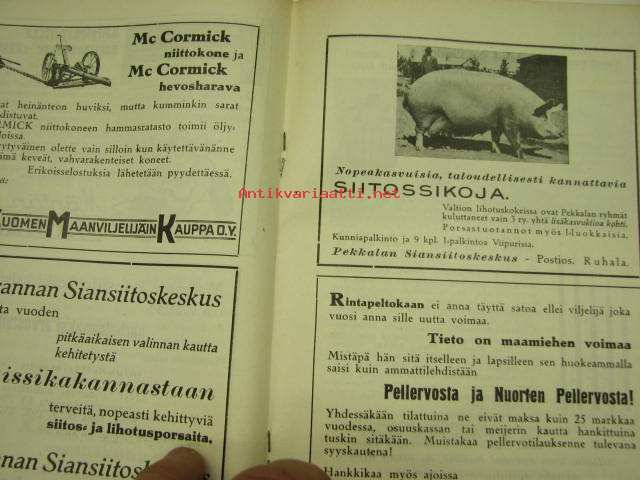 Mc Cormick
niittokone ja
Mc Cormick
hevosharava
at heinänteon huviksi, mutta kumminkin sarat
distuvat.
RMICK niittokoneen hammasratasto toimii öljy-
oissa.
ytyväinen olette vain silloin kun käytettävänänne
ämä keveät, vahvarakenteiset koneet.
Erikoisselostuksia lähetetään pyydettäessä.
UOMEN MAANVILJELIJÄIN KAUPPA O.Y.
annan Siansiitoskeskus
ta vuoden
pitkäaikaisen valinnan kautta
kehitetystä
issikakannastaan
terveitä, nopeasti kehittyviä
siitos- ja lihotusporsaita.
nnan Siansiitoskeskus
Nopeakasvuisia, taloudellisesti kannattavia
SIITOSSIKOJA.
Antikvariaatti.net
Valtion lihotuskokeissa ovat Pekkalan ryhmät
kuluttaneet vain 3 ry. yhtä lisäkasvukiloa kohti.
Porsastuotannot myös I-luokkaisia.
Kunniapalkinto ja 9 kpl. I-palkintoa Viipurissa.
Pekkalan Siansiitoskeskus - Postios. Ruhala.
Rintapeltokaan ei anna täyttä satoa ellei viljelijä joka
vuosi anna sille uutta voimaa.
Tieto on maamiehen voimaa
Mistäpä hän sitä itselleen ja lapsilleen sen huokeammalla
saisi kuin ammattilehdistään
Pellervosta ja Nuorten Pellervosta!
Yhdessäkään tilattuina ne eivät maksa kuin 25 markkaa
vuodessa, osuuskassan tai meijerin kautta hankittuina
tuskin sitäkään. Muistakaa pellervotilauksenne tulevana
syyskautena!
Hankkikaa myös ajoissa